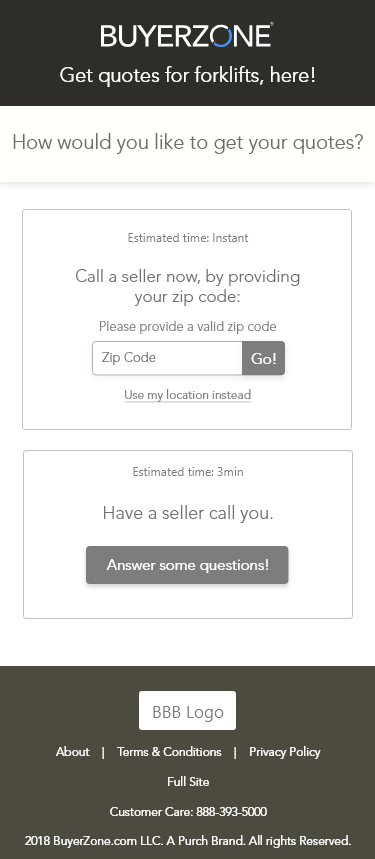 BUYERZONE®
Get quotes for forklifts, here!
How would you like to get your quotes?
Estimated time: Instant
Call a seller now, by providing
your zip code:
Please provide a valid zip code
Zip Code Go!
Use my location instead
Estimated time: 3min
Have a seller call you.
Answer some questions!
BBB Logo
About | Terms & Conditions | Privacy Policy
Full Site
Customer Care: 888-393-5000
2018 BuyerZone.com LLC. A Purch Brand. All rights Reserved.